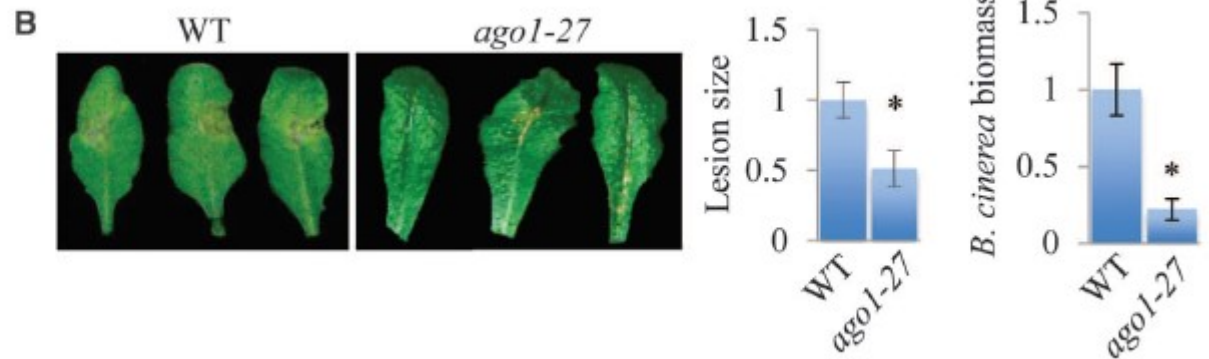 B
WT
ago1-27
Lesion size
1.5
1
0.5
0
WT
ago1-27
B. cinerea biomass
1.5
1
0.5
0
WT
ago1-27
*
*